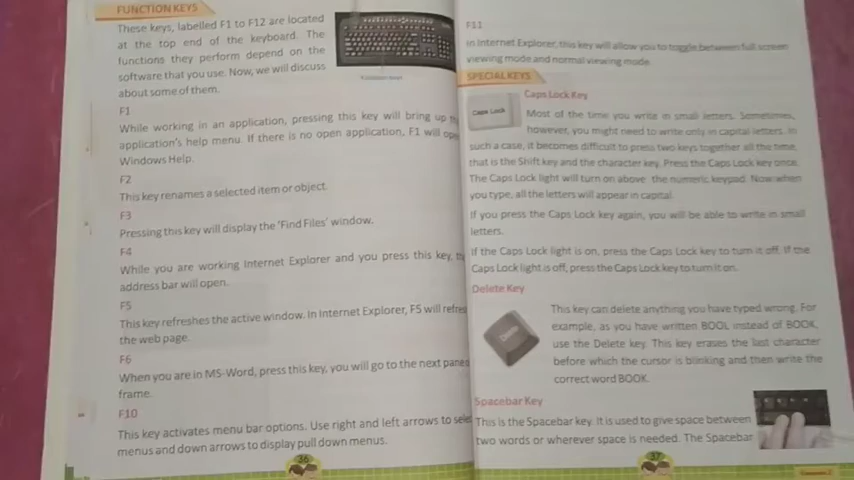 FUNCTION KEYS
These keys, labelled F1 to F12 are located
at the top end of the keyboard. The
functions they perform depend on the
software that you use. Now, we will discuss
about some of them.
F1
While working in an application, pressing this key will bring up
application's help menu. If there is no open application, F1 will
Windows Help.
F2
This key renames a selected item or object.
F3
Pressing this key will display the 'Find Files' window.
F4
While you are working Internet Explorer and you press this key,
address bar will open.
F5
This key refreshes the active window. In Internet Explorer, F5 will
the web page.
F6
When you are in MS-Word, press this key, you will go to the next
frame.
F10
This key activates menu bar options. Use right and left arrows to
menus and down arrows to display pull down menus.
36
F11
In Internet Explorer, this key will allow you to toggle between full screen
viewing mode and normal viewing mode.
SPECIAL KEYS
Caps Lock Key
Caps Lock
Most of the time you write in small letters. Sometimes,
however, you might need to write only in capital letters. In
such a case, it becomes difficult to press two keys together all the time,
that is the Shift key and the character key. Press the Caps Lock key once.
The Caps Lock light will turn on above the numeric keypad. Now when
you type, all the letters will appear in capital.
If you press the Caps Lock key again, you will be able to write in small
letters.
If the Caps Lock light is on, press the Caps Lock key to turn it off. If the
Caps Lock light is off, press the Caps Lock key to turn it on.
Delete Key
Delete
This key can delete anything you have typed wrong. For
example, as you have written BOOL instead of BOOK,
use the Delete key. This key erases the last character
before which the cursor is blinking and then write the
correct word BOOK.
Spacebar Key
This is the Spacebar key. It is used to give space between
two words or wherever space is needed. The Spacebar
37